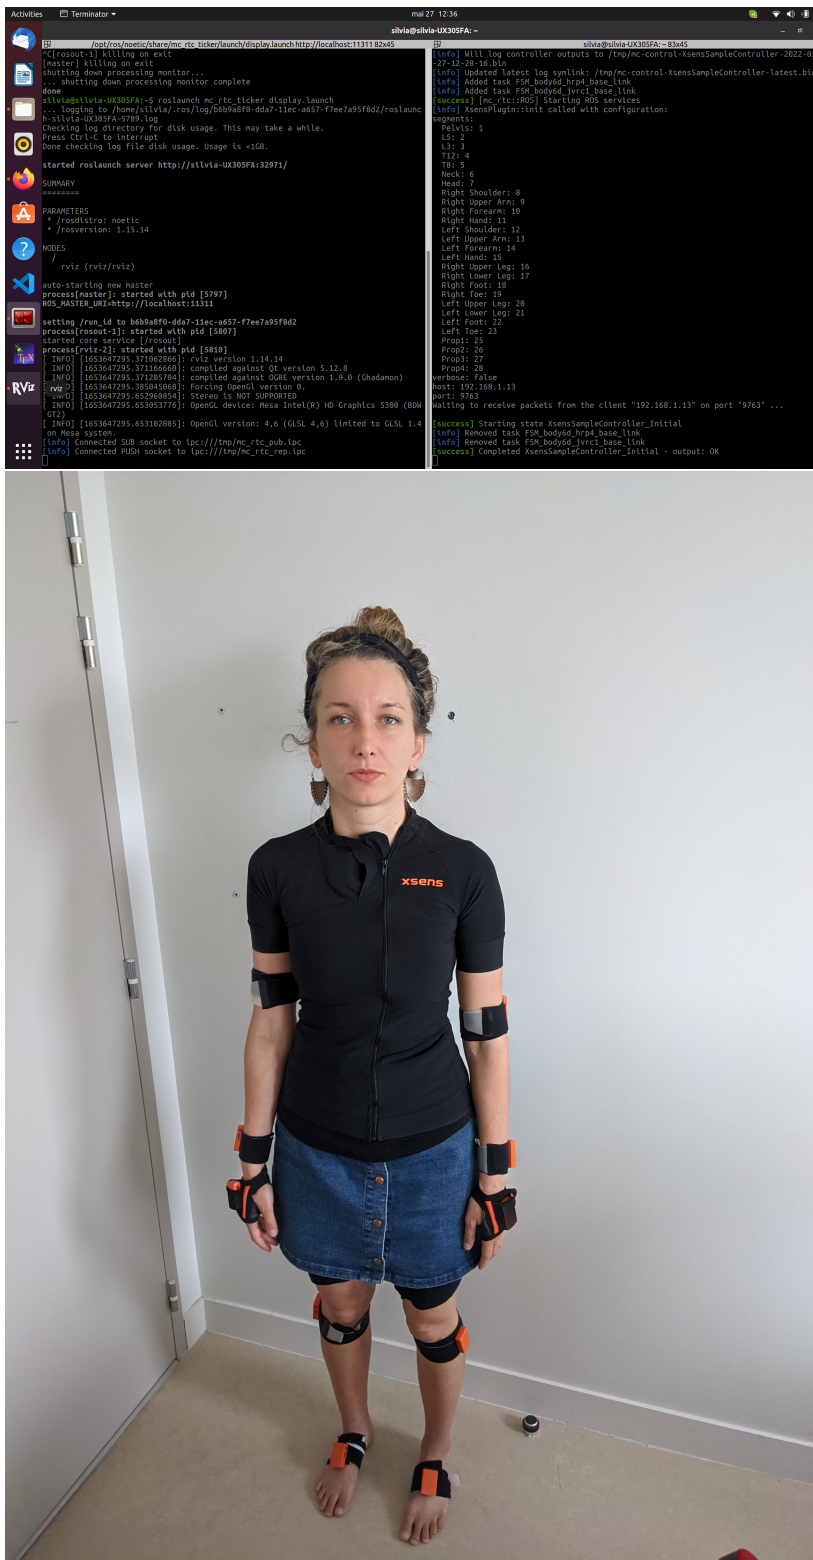 Activities
Terminator
mai 27 12:36
silvia@silvia-UX305FA: ~
/opt/ros/noetic/share/mc_rtc_ticker/launch/display.launch http://localhost:11311 82x45
^C[rosout-1] killing on exit
[master] killing on exit
shutting down processing monitor...
... shutting down processing monitor complete
done
silvia@silvia-UX305FA:~$ roslaunch mc_rtc_ticker display.launch
... logging to /home/silvia/.ros/log/b6b9a8f0-dda7-11ec-a657-f7ee7a95f8d2/roslaunc
h-silvia-UX305FA-5789.log
Checking log directory for disk usage. This may take a while.
Press Ctrl-C to interrupt
Done checking log file disk usage. Usage is <1GB.
started roslaunch server http://silvia-UX305FA:32971/
SUMMARY
========
PARAMETERS
* /rosdistro: noetic
* /rosversion: 1.15.14
NODES
/
rviz (rviz/rviz)
auto-starting new master
process[master]: started with pid [5797]
ROS_MASTER_URI=http://localhost:11311
setting /run_id to b6b9a8f0-dda7-11ec-a657-f7ee7a95f8d2
process[rosout-1]: started with pid [5807]
started core service [/rosout]
process[rviz-2]: started with pid [5810]
[ INFO] [1653647295.371062866]: rviz version 1.14.14
[ INFO] [1653647295.371166660]: compiled against Qt version 5.12.8
[ INFO] [1653647295.371205704]: compiled against OGRE version 1.9.0 (Ghadamon)
[1653647295.385045068]: Forcing OpenGl version 0.
[1653647295.652960814]: Stereo is NOT SUPPORTED
[ INFO] [1653647295.653053776]: OpenGL device: Mesa Intel(R) HD Graphics 5300 (BDW
GT2)
[ INFO] [1653647295.653102805]: OpenGl version: 4,6 (GLSL 4,6) limited to GLSL 1.4
on Mesa system.
[info] Connected SUB socket to ipc:///tmp/mc_rtc_pub.ipc
[info] Connected PUSH socket to ipc:///tmp/mc_rtc_rep.ipc
RViz
rviz
TEX
silvia@silvia-UX305FA: ~ 83x45
[info] Will log controller outputs to /tmp/mc-control-XsensSampleController-2022-05
-27-12-28-16.bin
[info] Updated latest log symlink: /tmp/mc-control-XsensSampleController-latest.bin
[info] Added task FSM_body6d_hrp4_base_link
[info] Added task FSM_body6d_jvrc1_base_link
[success] [mc_rtc::ROS] Starting ROS services
[info] XsensPlugin::init called with configuration:
segments:
Pelvis: 1
L5: 2
L3: 3
T12: 4
T8: 5
Neck: 6
Head: 7
Right Shoulder: 8
Right Upper Arm: 9
Right Forearm: 10
Right Hand: 11
Left Shoulder: 12
Left Upper Arm: 13
Left Forearm: 14
Left Hand: 15
Right Upper Leg: 16
Right Lower Leg: 17
Right Foot: 18
Right Toe: 19
Left Upper Leg: 20
Left Lower Leg: 21
Left Foot: 22
Left Toe: 23
Prop1: 25
Prop2: 26
Prop3: 27
Prop4: 28
verbose: false
host: 192.168.1.13
port: 9763
Waiting to receive packets from the client "192.168.1.13" on port "9763" ...
[success] Starting state XsensSampleController_Initial
[info] Removed task FSM_body6d_hrp4_base_link
[info] Removed task FSM_body6d_jvrc1_base_link
[success] Completed XsensSampleController_Initial - output: OK
xsens